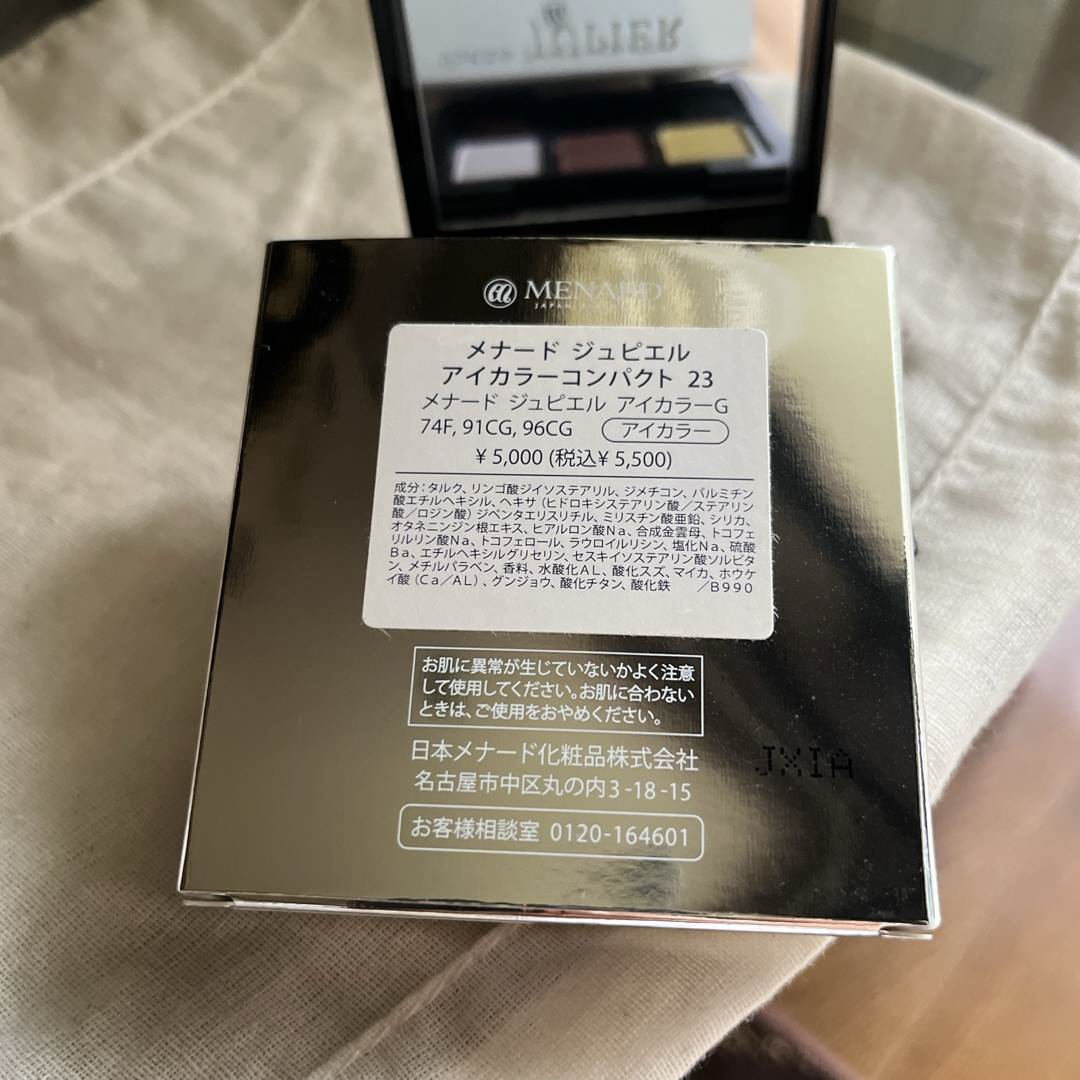 JUPIER
MENARD
JAPAN
メナード ジュピエル
アイカラーコンパクト 23
メナード ジュピエル アイカラーG
74F, 91CG, 96CG アイカラー
¥5,000 (税込¥5,500)
成分：タルク、リンゴ酸ジイソステアリル、ジメチコン、パルミチン
酸エチルヘキシル、ヘキサ（ヒドロキシステアリン酸／ステアリン
酸／ロジン酸）ジペンタエリスリチル、ミリスチン酸亜鉛、シリカ、
オタネニンジン根エキス、ヒアルロン酸Na、合成金雲母、トコフェ
リルリン酸Na、トコフェロール、ラウロイルリシン、塩化Na、硫酸
Ba、エチルヘキシルグリセリン、セスキイソステアリン酸ソルビタ
ン、メチルパラベン、香料、水酸化AL、酸化スズ、マイカ、ホウケ
イ酸（Ca／AL）、グンジョウ、酸化チタン、酸化鉄 ／B990
お肌に異常が生じていないかよく注意
して使用してください。お肌に合わない
ときは、ご使用をおやめください。
日本メナード化粧品株式会社
JXIA
名古屋市中区丸の内3-18-15
お客様相談室 0120-164601